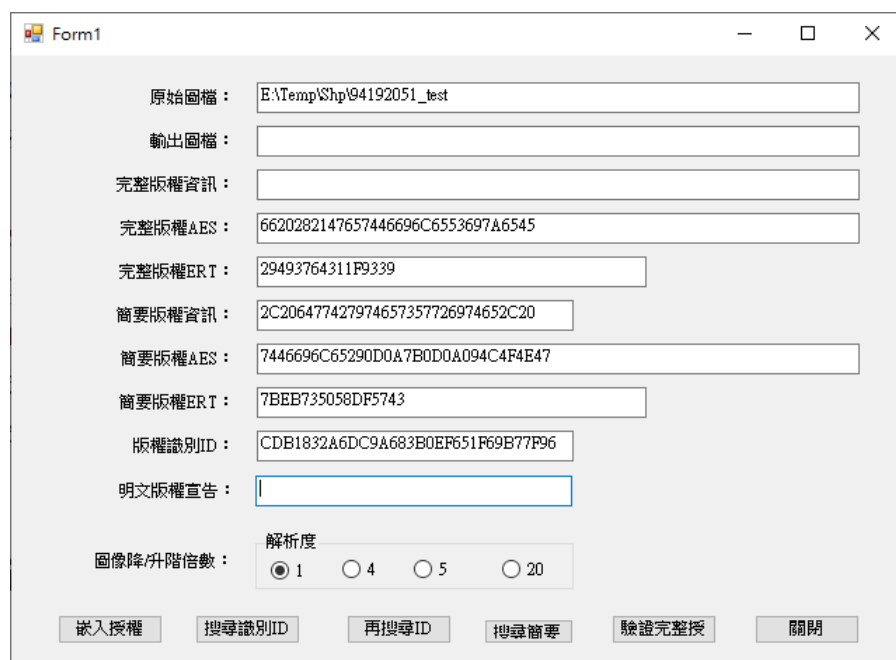 Form1
原始圖檔： E:\Temp\Shp\94192051_test
輸出圖檔：
完整版權資訊：
完整版權AES： 6620282147657446696C6553697A6545
完整版權ERT： 29493764311F9339
簡要版權資訊： 2C206477427974657357726974652C20
簡要版權AES： 7446696C65290D0A7B0D0A094C4F4E47
簡要版權ERT： 7BEB735058DF5743
版權識別ID： CDB1832A6DC9A683B0EF651F69B77F96
明文版權宣告：
解析度
圖像降/升階倍數： 1 4 5 20
嵌入授權 搜尋識別ID 再搜尋ID 搜尋簡要 驗證完整授 關閉